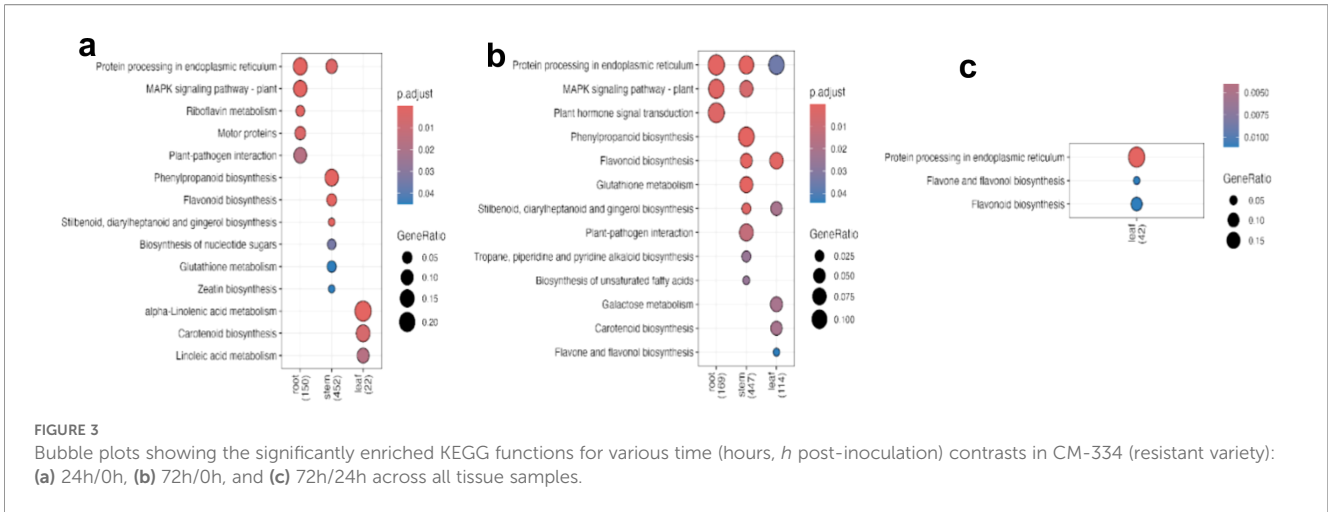 a
Protein processing in endoplasmic reticulum
MAPK signaling pathway - plant
Riboflavin metabolism
Motor proteins
Plant-pathogen interaction
Phenylpropanoid biosynthesis
Flavonoid biosynthesis
Stilbenoid, diarylheptanoid and gingerol biosynthesis
Biosynthesis of nucleotide sugars
Glutathione metabolism
Zeatin biosynthesis
alpha-Linolenic acid metabolism
Carotenoid biosynthesis
Linoleic acid metabolism
root
(150)
stem
(452)
leaf
(22)
p.adjust
0.01
0.02
0.03
0.04
GeneRatio
0.05
0.10
0.15
0.20
b
Protein processing in endoplasmic reticulum
MAPK signaling pathway - plant
Plant hormone signal transduction
Phenylpropanoid biosynthesis
Flavonoid biosynthesis
Glutathione metabolism
Stilbenoid, diarylheptanoid and gingerol biosynthesis
Plant-pathogen interaction
Tropane, piperidine and pyridine alkaloid biosynthesis
Biosynthesis of unsaturated fatty acids
Galactose metabolism
Carotenoid biosynthesis
Flavone and flavonol biosynthesis
root
(169)
stem
(447)
leaf
(114)
p.adjust
0.01
0.02
0.03
0.04
GeneRatio
0.025
0.050
0.075
0.100
c
Protein processing in endoplasmic reticulum
Flavone and flavonol biosynthesis
Flavonoid biosynthesis
leaf
(42)
0.0050
0.0075
0.0100
GeneRatio
0.05
0.10
0.15
FIGURE 3
Bubble plots showing the significantly enriched KEGG functions for various time (hours, h post-inoculation) contrasts in CM-334 (resistant variety):
(a) 24h/0h, (b) 72h/0h, and (c) 72h/24h across all tissue samples.